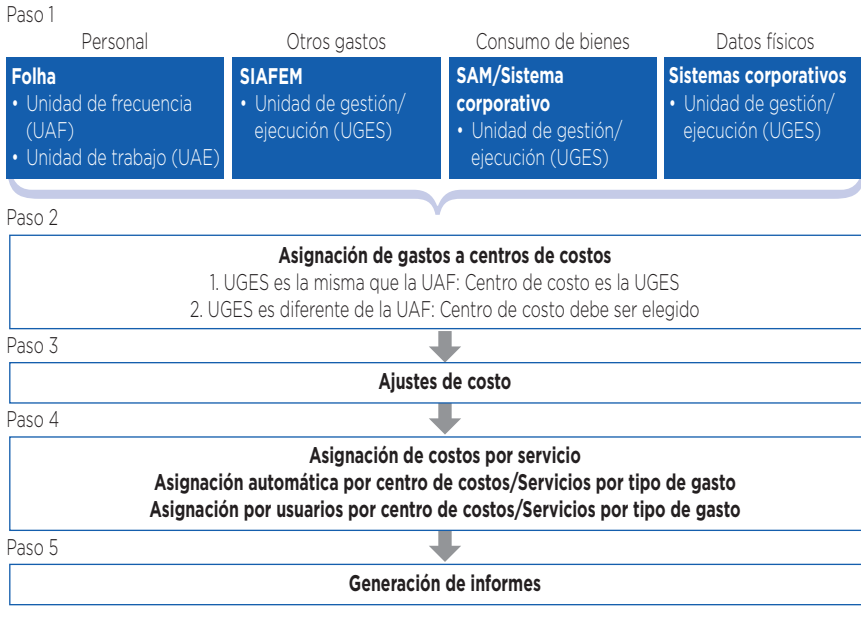 Paso 1
Personal
Otros gastos
Consumo de bienes
Datos físicos
Folha
• Unidad de frecuencia
(UAF)
• Unidad de trabajo (UAE)
SIAFEM
• Unidad de gestión/
ejecución (UGES)
SAM/Sistema
corporativo
• Unidad de gestión/
ejecución (UGES)
Sistemas corporativos
• Unidad de gestión/
ejecución (UGES)
Paso 2
Asignación de gastos a centros de costos
1. UGES es la misma que la UAF: Centro de costo es la UGES
2. UGES es diferente de la UAF: Centro de costo debe ser elegido
Paso 3
Ajustes de costo
Paso 4
Asignación de costos por servicio
Asignación automática por centro de costos/Servicios por tipo de gasto
Asignación por usuarios por centro de costos/Servicios por tipo de gasto
Paso 5
Generación de informes